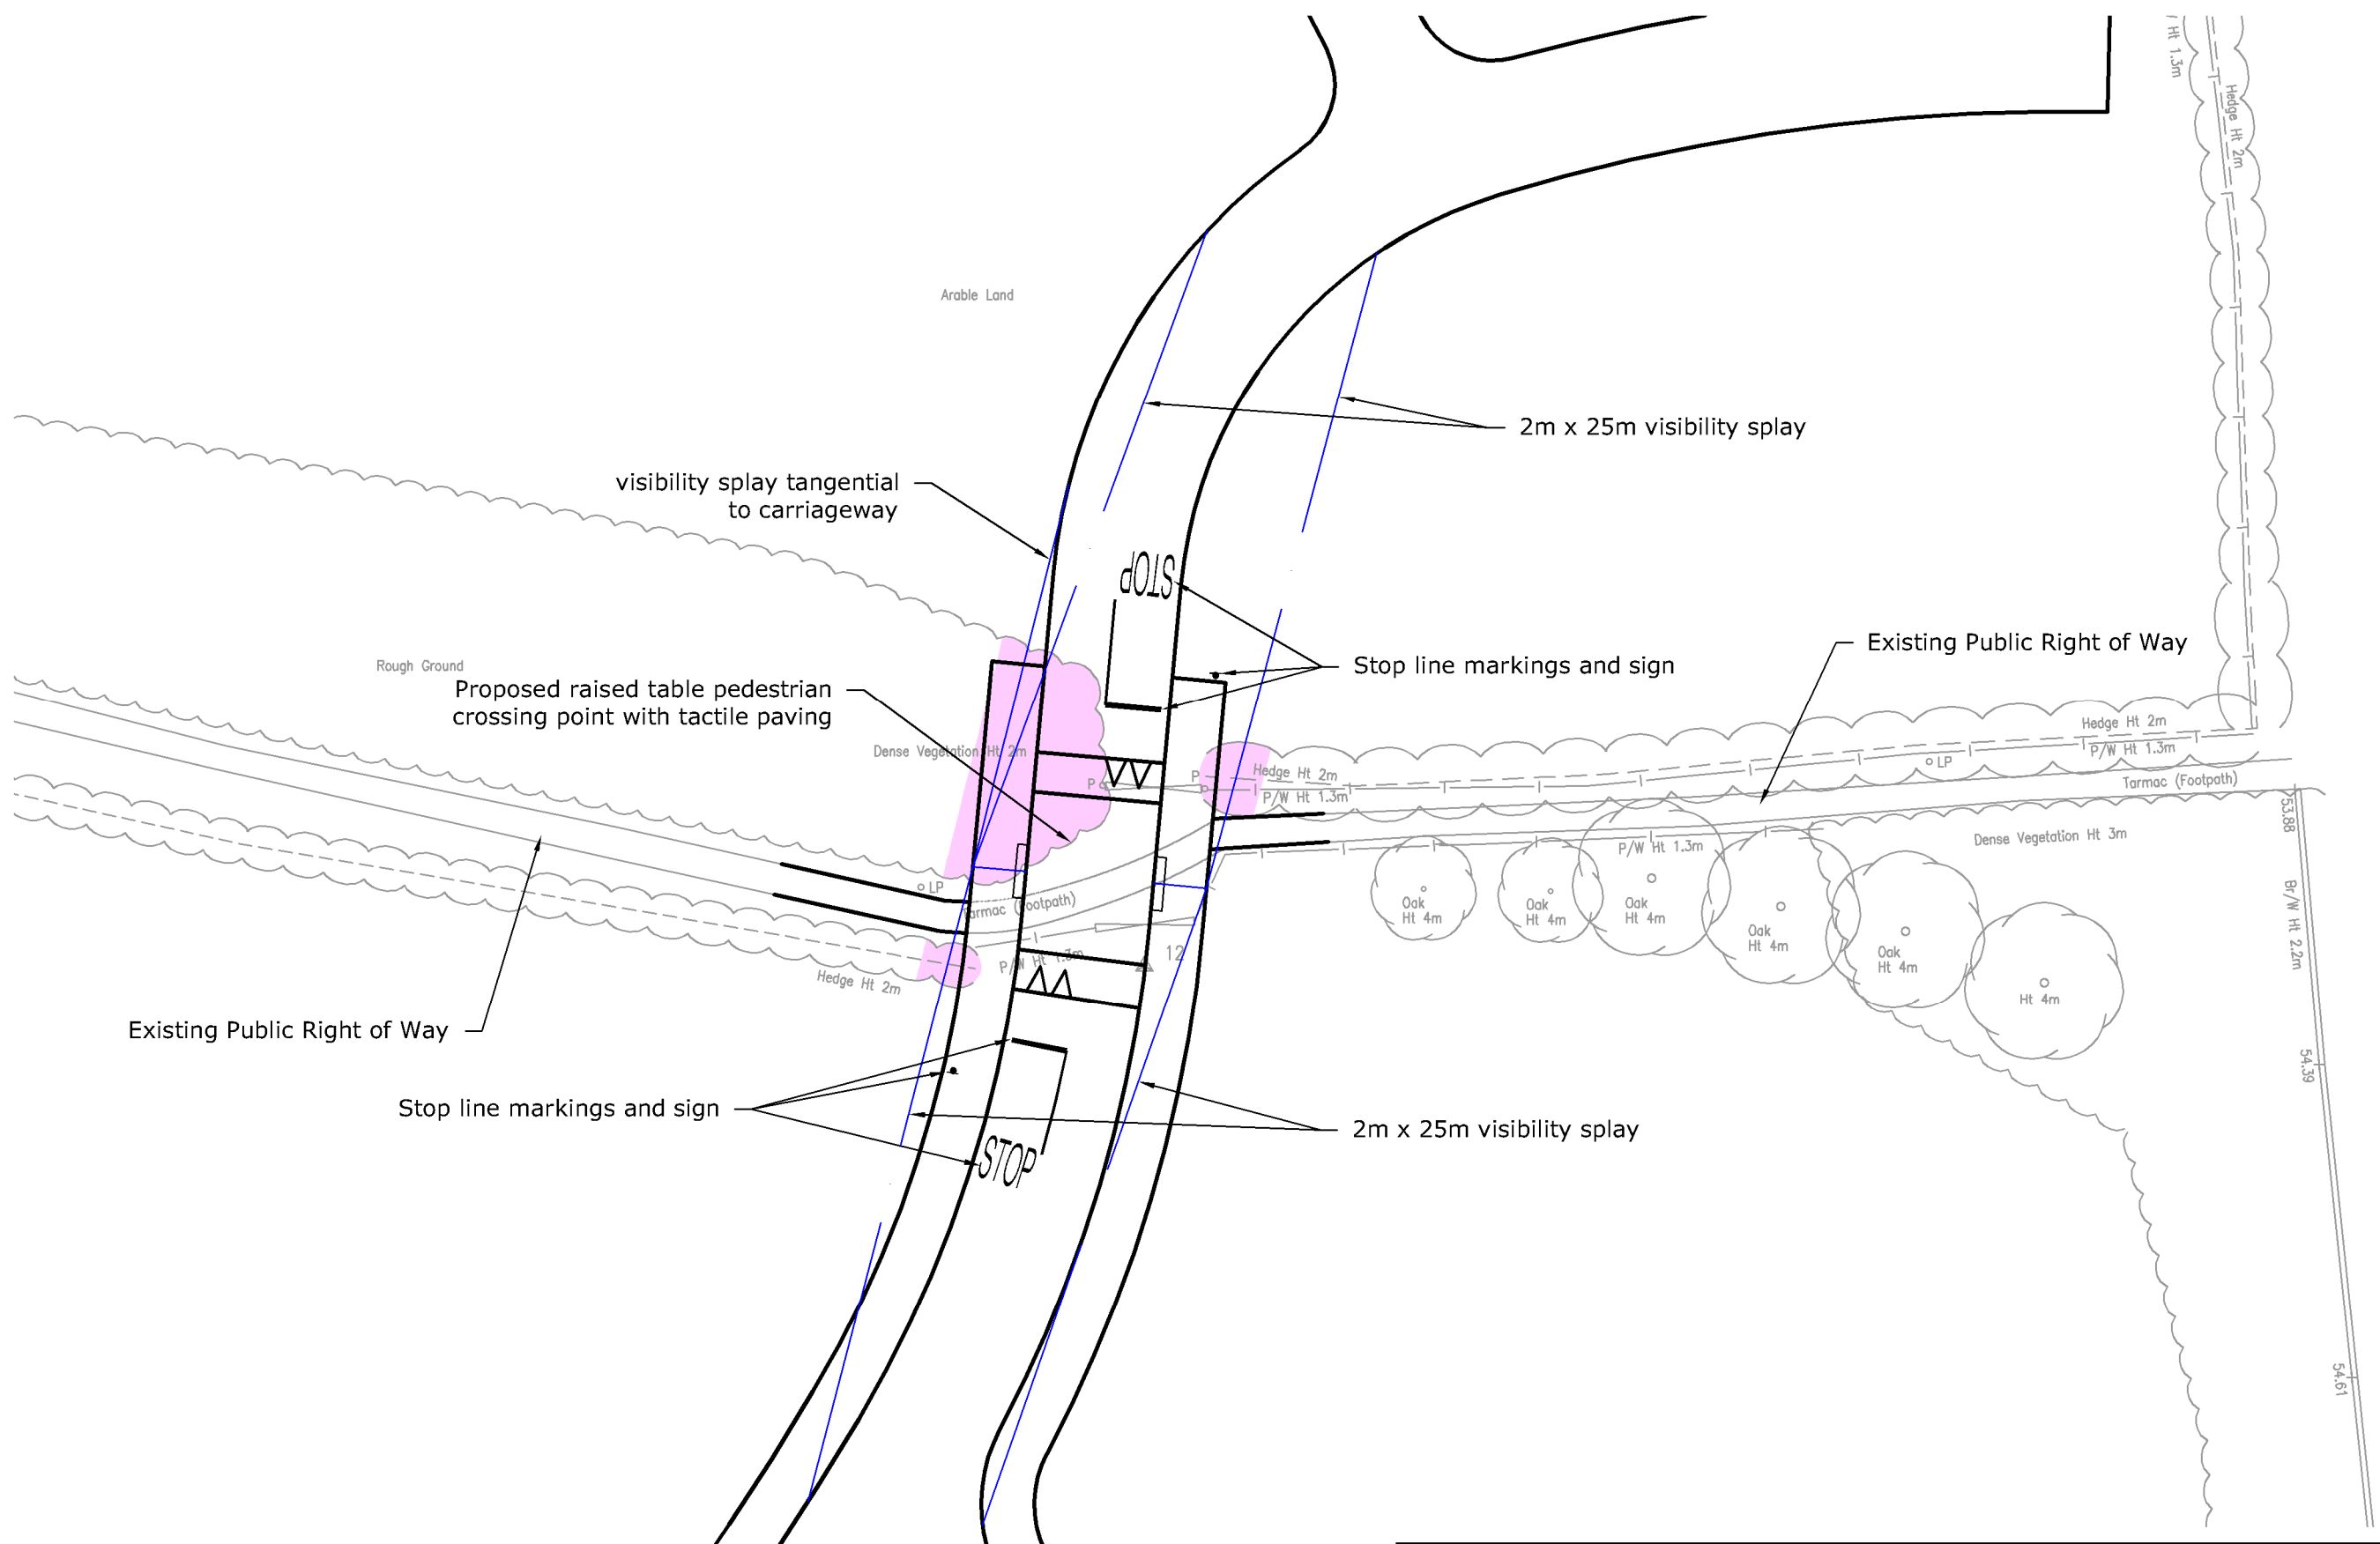 Ht 1.3m
Hedge Ht 2m
Arable Land
2m x 25m visibility splay
visibility splay tangential
to carriageway
STOP
Existing Public Right of Way
Stop line markings and sign
Rough Ground
Proposed raised table pedestrian
crossing point with tactile paving
Dense Vegetation Ht 2m
P
P
Hedge Ht 2m
P/W Ht 1.3m
Hedge Ht 2m
P/W Ht 1.3m
LP
Tarmac (Footpath)
53.88
Dense Vegetation Ht 3m
P/W Ht 1.3m
LP
Tarmac (Footpath)
Oak
Ht 4m
Oak
Ht 4m
Oak
Ht 4m
Oak
Ht 4m
Oak
Ht 4m
Ht 4m
Br/W Ht 2.2m
12
P/W Ht 1.3m
Hedge Ht 2m
Existing Public Right of Way
54.39
Stop line markings and sign
2m x 25m visibility splay
STOP
54.61